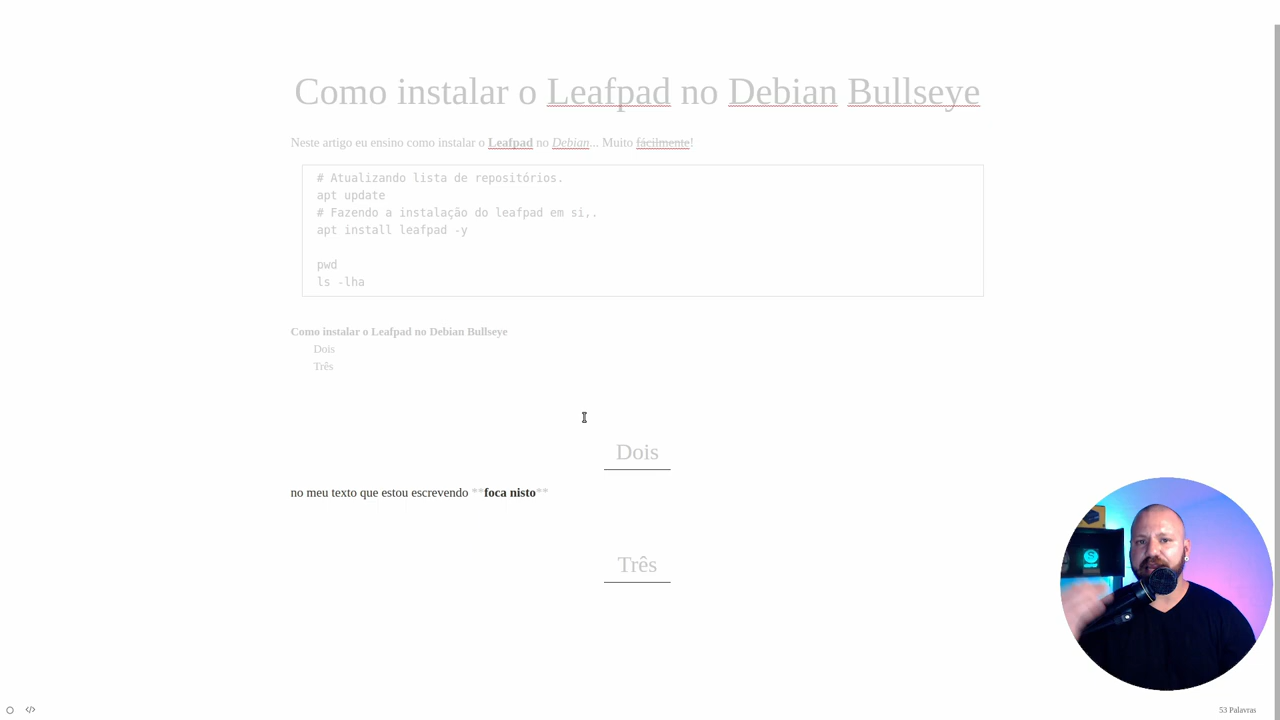 Como instalar o Leafpad no Debian Bullseye
Neste artigo eu ensino como instalar o Leafpad no Debian... Muito fácilmente!
# Atualizando lista de repositórios.
apt update
# Fazendo a instalação do leafpad em si,.
apt install leafpad -y
pwd
ls -lha
Como instalar o Leafpad no Debian Bullseye
Dois
Três
Dois
no meu texto que estou escrevendo **foca nisto**
Três
</> 53 Palavras